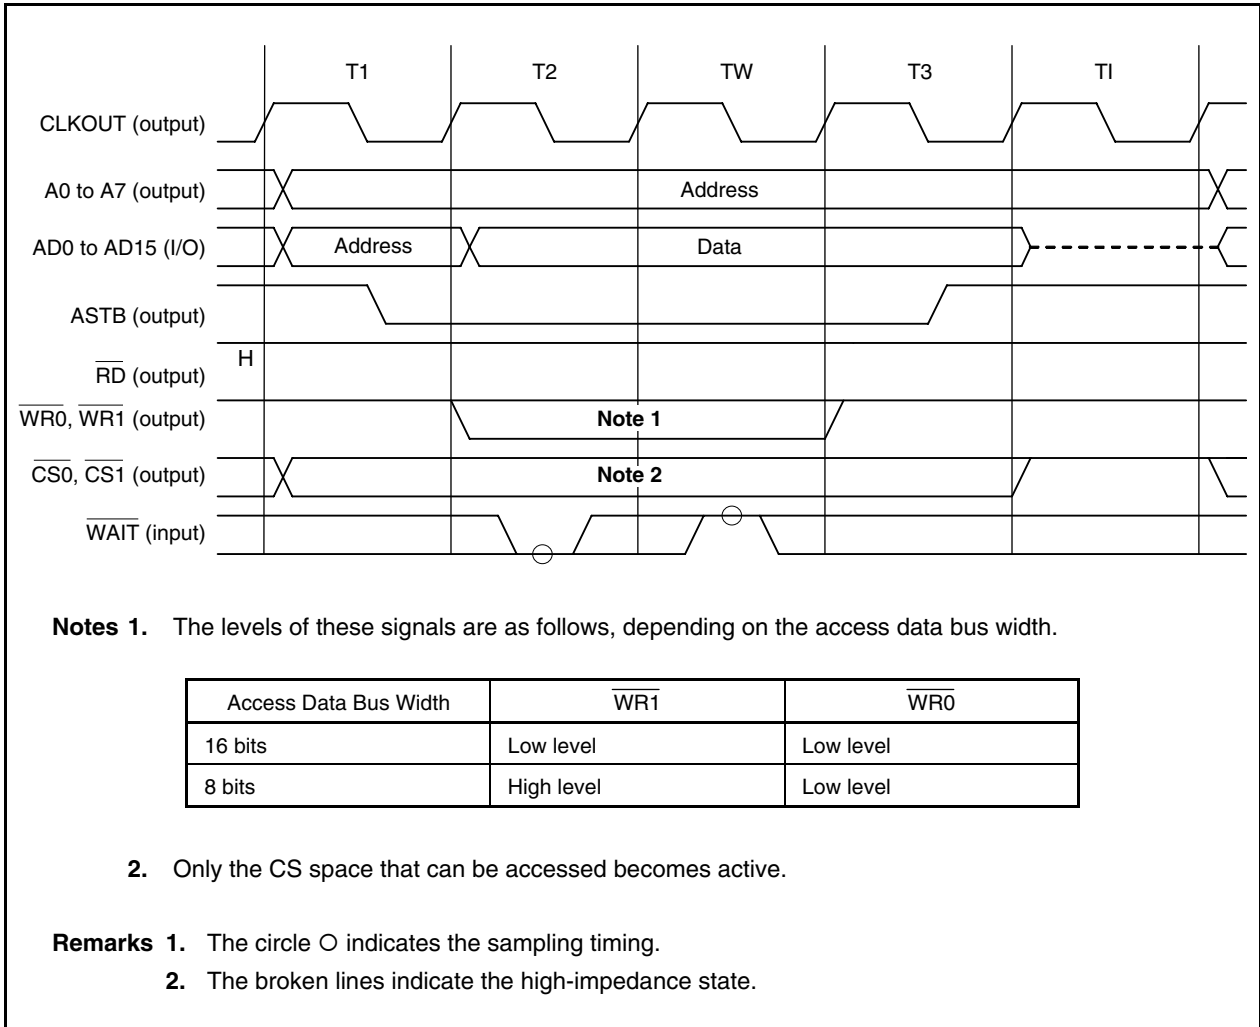 T1 T2 TW T3 TI
CLKOUT (output)
A0 to A7 (output) Address
AD0 to AD15 (I/O) Address Data
ASTB (output)
H
RD (output)
WR0, WR1 (output) Note 1
CS0, CS1 (output) Note 2
WAIT (input)
Notes 1. The levels of these signals are as follows, depending on the access data bus width.
Access Data Bus Width WR1 WR0
16 bits Low level Low level
8 bits High level Low level
2. Only the CS space that can be accessed becomes active.
Remarks 1. The circle O indicates the sampling timing.
2. The broken lines indicate the high-impedance state.